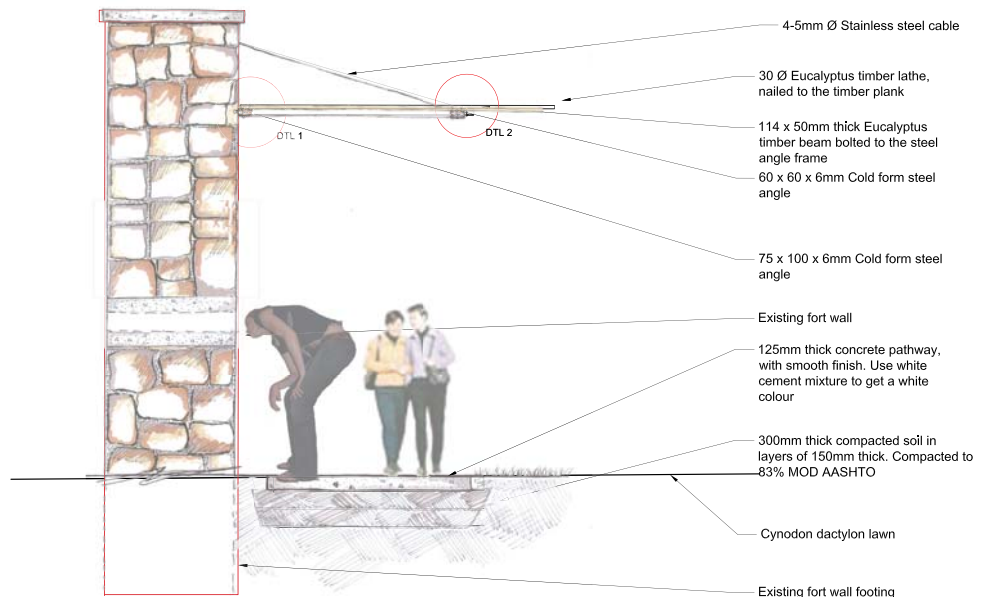 4-5mm Ø Stainless steel cable
30 Ø Eucalyptus timber lathe,
nailed to the timber plank
DTL 1
DTL 2
114 x 50mm thick Eucalyptus
timber beam bolted to the steel
angle frame
60 x 60 x 6mm Cold form steel
angle
75 x 100 x 6mm Cold form steel
angle
Existing fort wall
125mm thick concrete pathway,
with smooth finish. Use white
cement mixture to get a white
colour
300mm thick compacted soil in
layers of 150mm thick. Compacted to
83% MOD AASHTO
Cynodon dactylon lawn
Existing fort wall footing